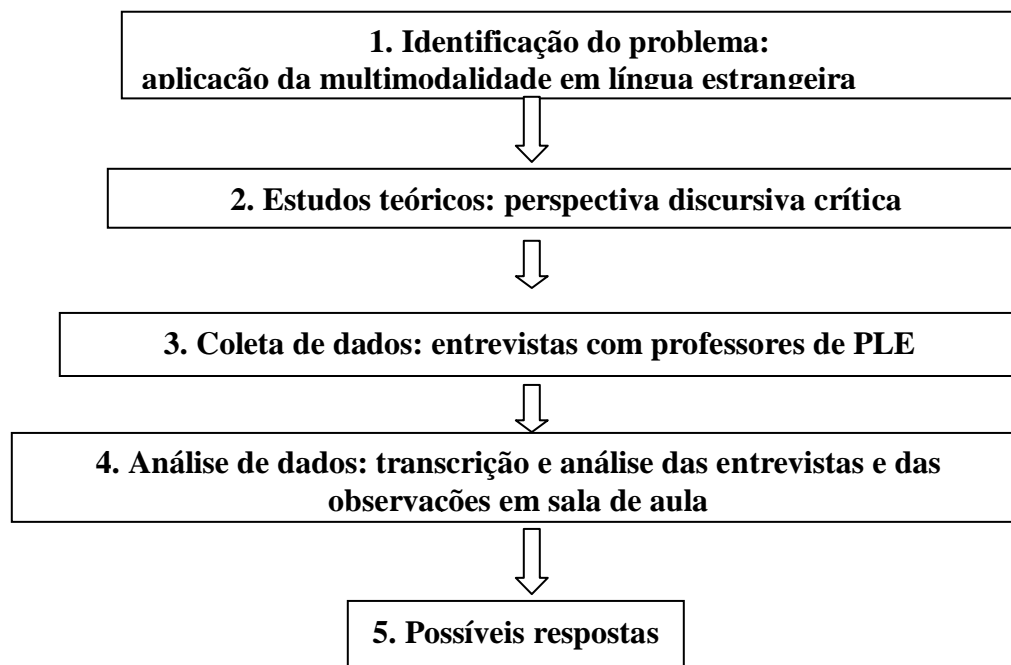 1. Identificação do problema:
aplicação da multimodalidade em língua estrangeira
2. Estudos teóricos: perspectiva discursiva crítica
3. Coleta de dados: entrevistas com professores de PLE
4. Análise de dados: transcrição e análise das entrevistas e das
observações em sala de aula
5. Possíveis respostas